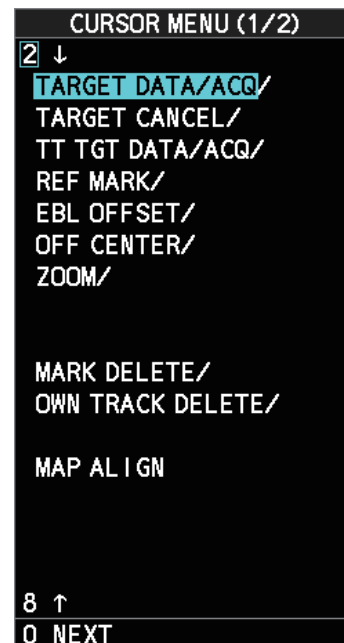 CURSOR MENU (1/2)
2 ↓
TARGET DATA/ACQ/
TARGET CANCEL/
TT TGT DATA/ACQ/
REF MARK/
EBL OFFSET/
OFF CENTER/
ZOOM/
MARK DELETE/
OWN TRACK DELETE/
MAP ALIGN
8 ↑
0 NEXT